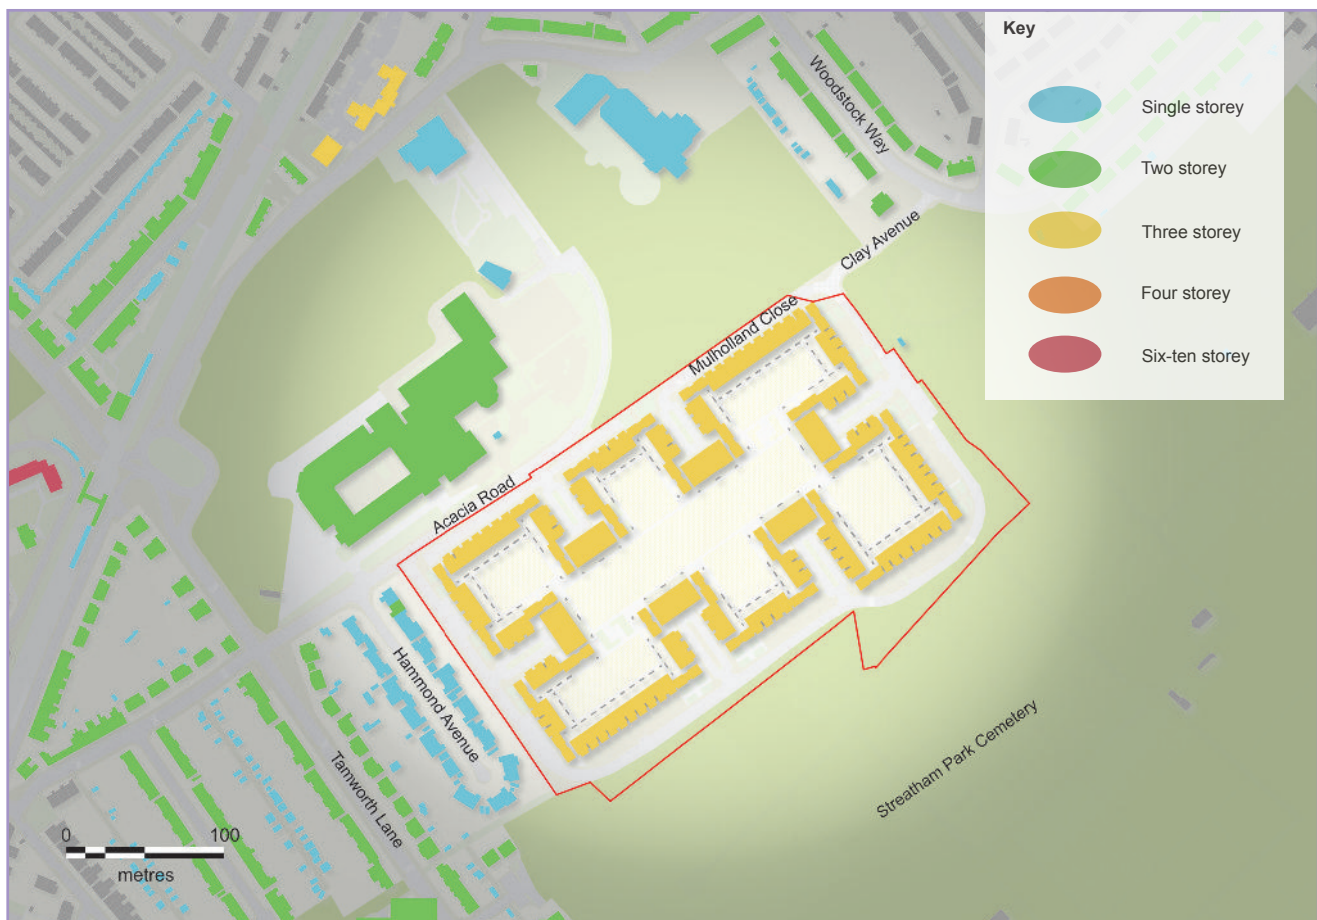 Key
Single storey
Two storey
Three storey
Four storey
Six-ten storey
Woodstock Way
Clay Avenue
Mulholland Close
Acacia Road
Hammond Avenue
Tamworth Lane
Streatham Park Cemetery
0 100
metres